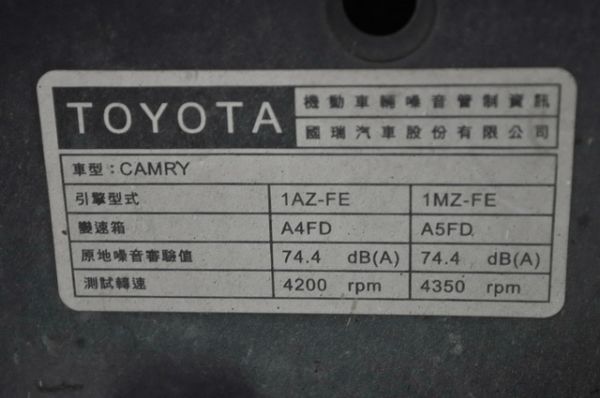 TOYOTA
機動車輛噪音管制資訊
國瑞汽車股份有限公司
車型：CAMRY
引擎型式 1AZ-FE 1MZ-FE
變速箱 A4FD A5FD
原地噪音審驗值 74.4 dB(A) 74.4 dB(A)
測試轉速 4200 rpm 4350 rpm